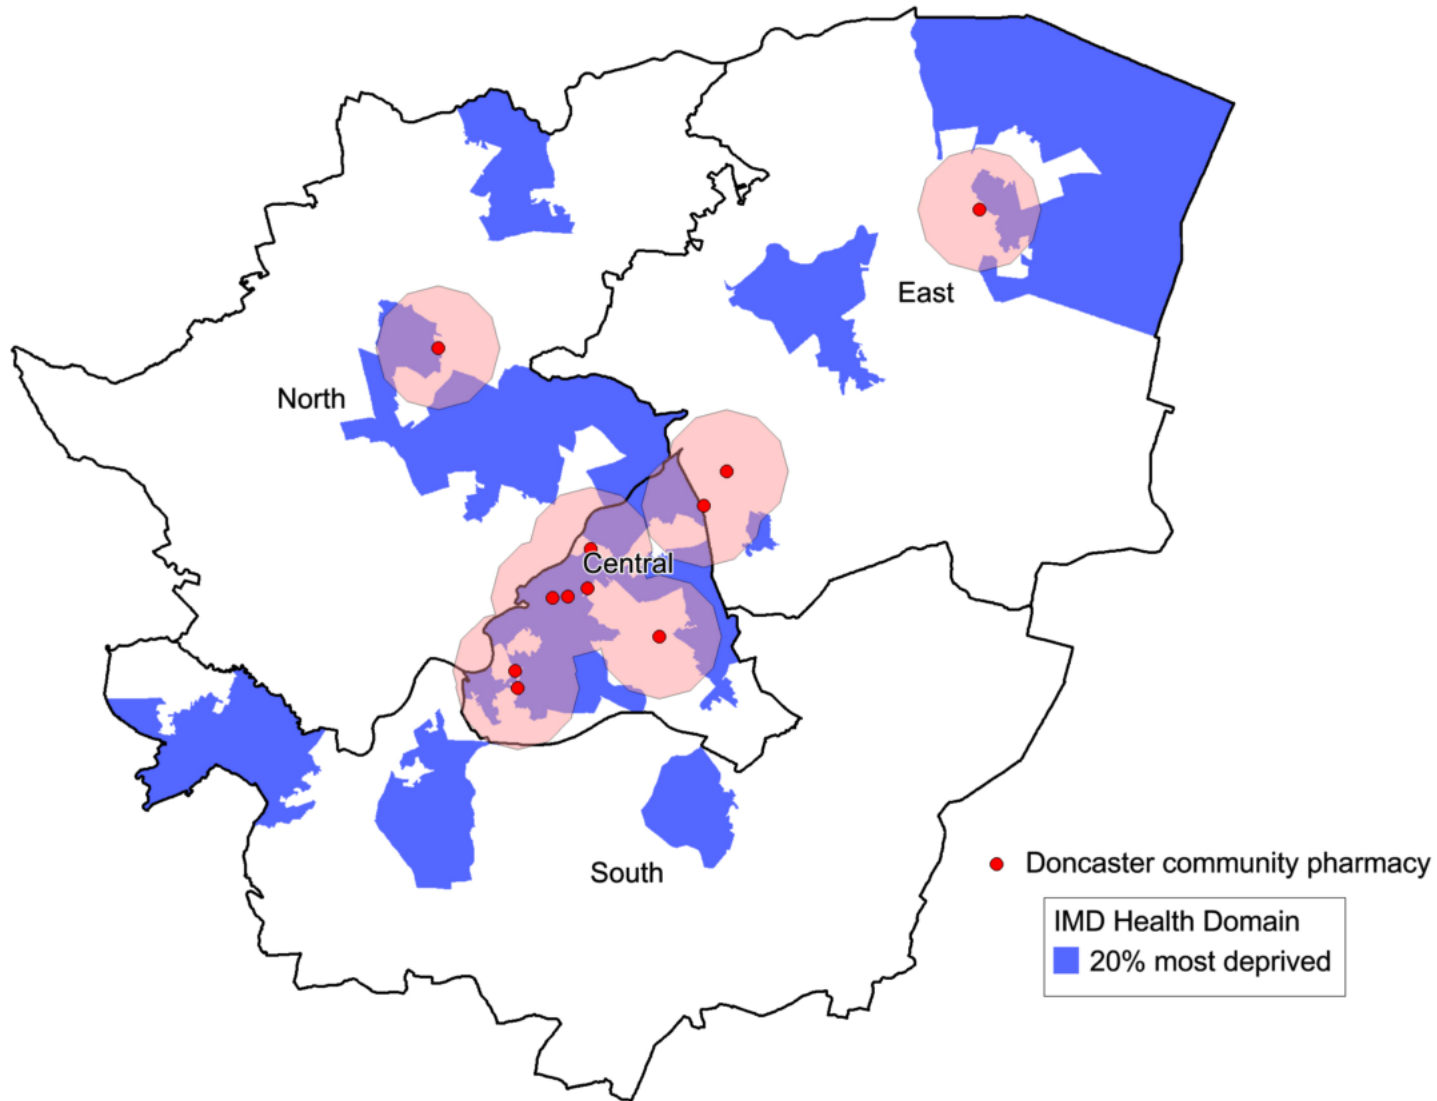 East
North
Central
South
Doncaster community pharmacy
IMD Health Domain
20% most deprived